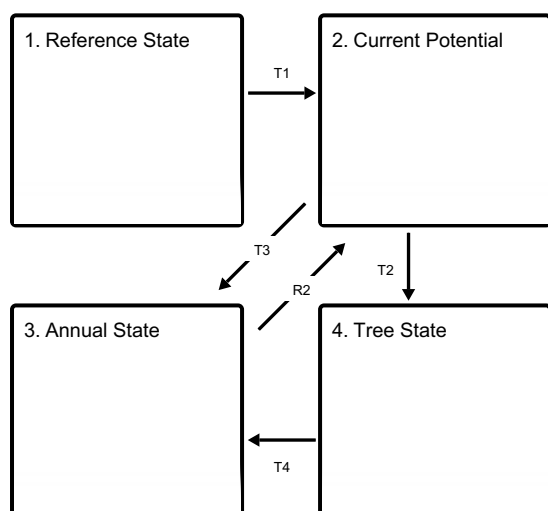 1. Reference State
2. Current Potential
T1
T3
R2
T2
3. Annual State
4. Tree State
T4